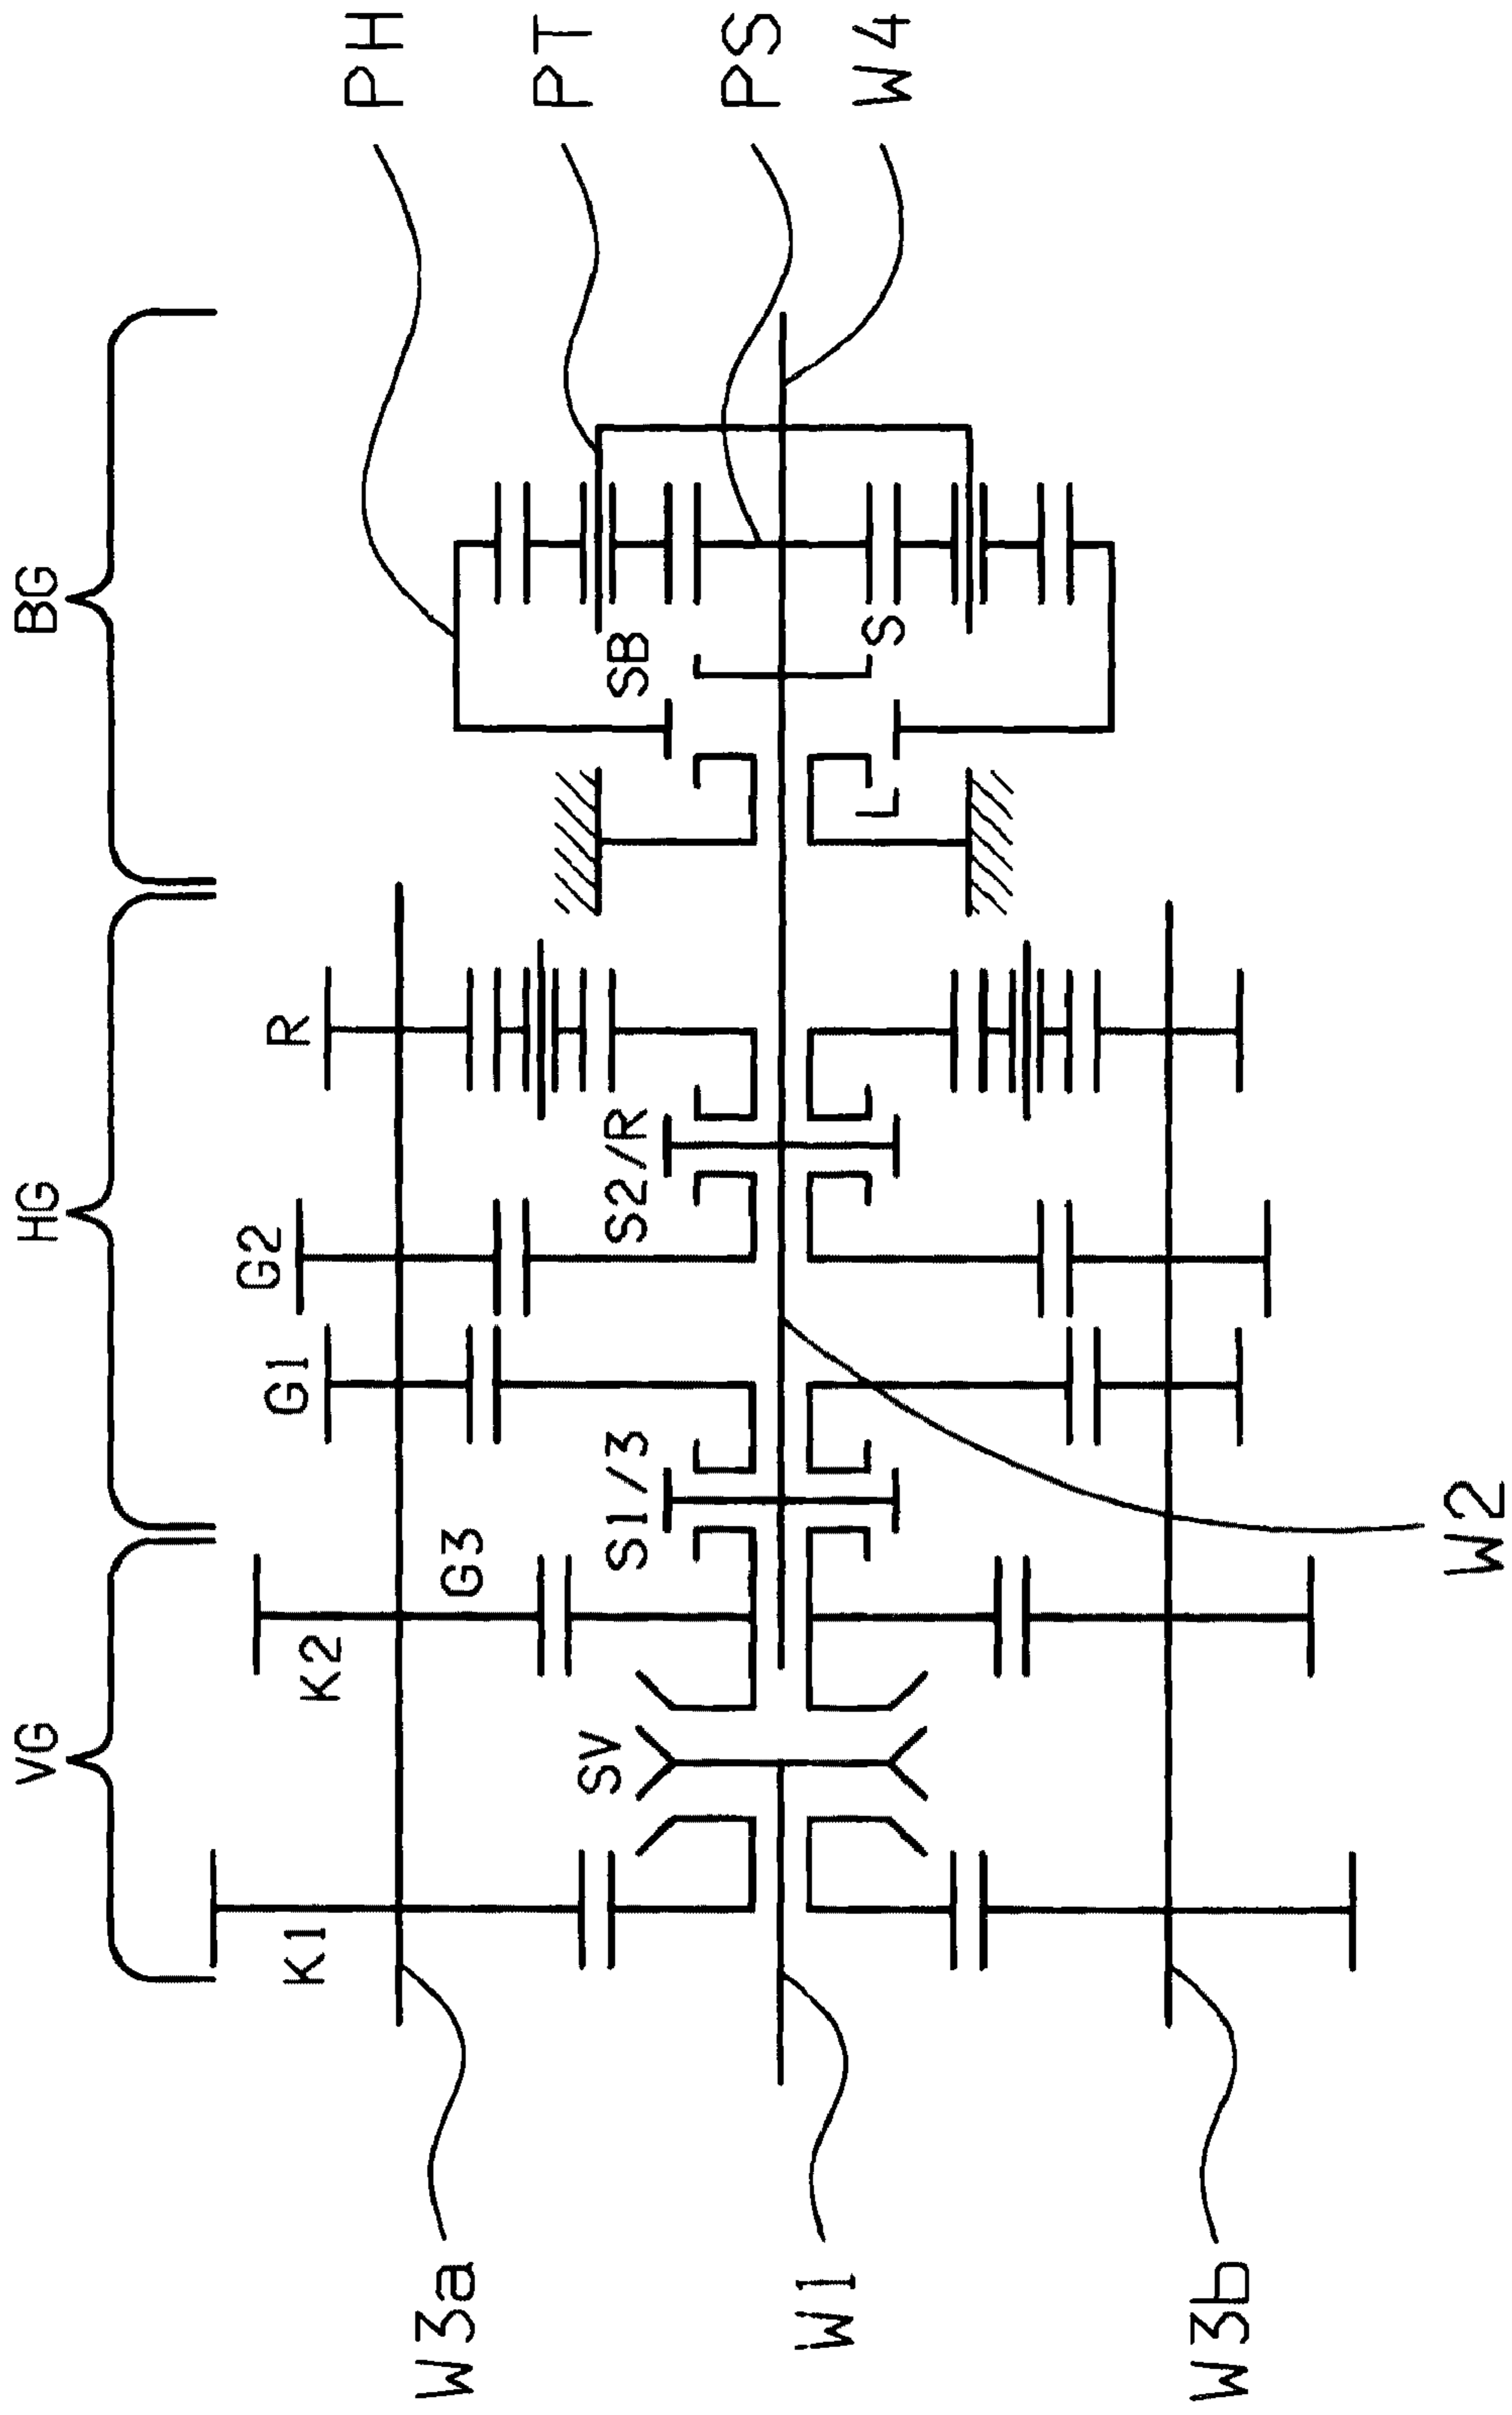 VG
HG
BG
K1
K2
G3
G1
G2
R
SV
S1/3
S2/R
SB
L
S
W3a
W1
W3b
W2
PH
PT
PS
W4